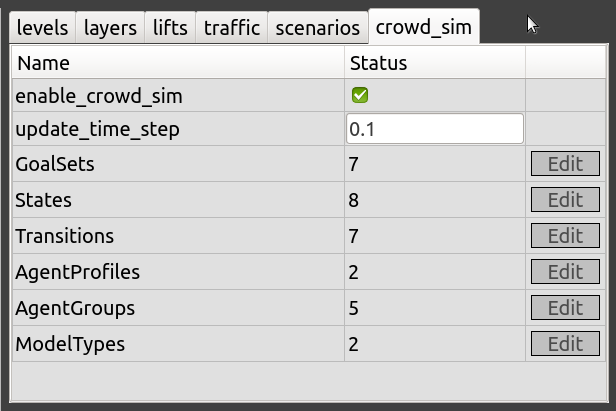 levels layers lifts traffic scenarios crowd_sim
Name Status
enable_crowd_sim
update_time_step 0.1
GoalSets 7 Edit
States 8 Edit
Transitions 7 Edit
AgentProfiles 2 Edit
AgentGroups 5 Edit
ModelTypes 2 Edit